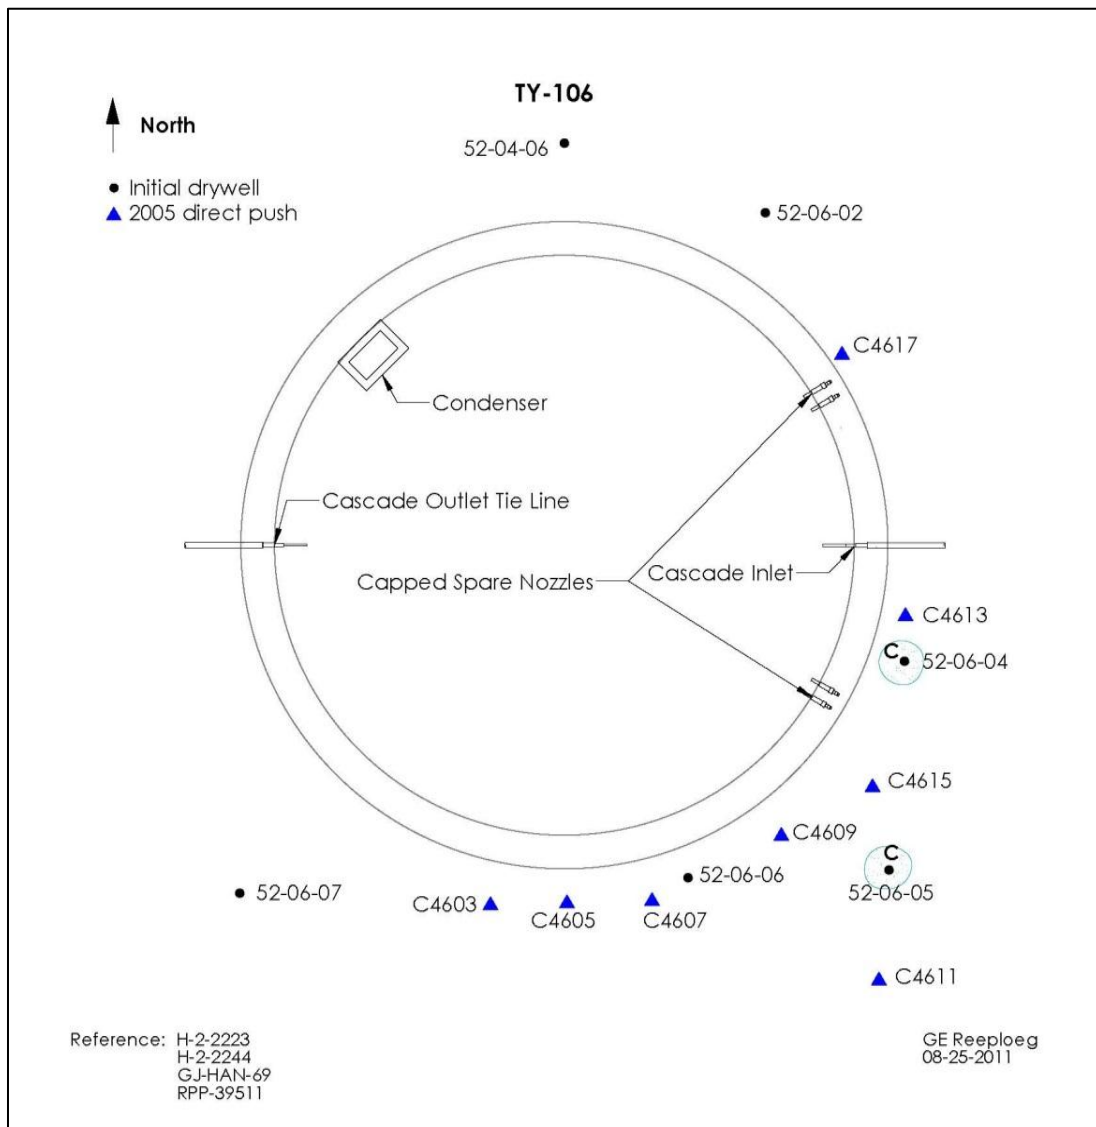 TY-106
North
52-04-06
Initial drywell
2005 direct push
52-06-02
C4617
Condenser
Cascade Outlet Tie Line
Capped Spare Nozzles
Cascade Inlet
C4613
C
52-06-04
C4615
C4609
C
52-06-05
52-06-06
52-06-07
C4603
C4605
C4607
C4611
Reference: H-2-2223
H-2-2244
GJ-HAN-69
RPP-39511
GE Reeploeg
08-25-2011